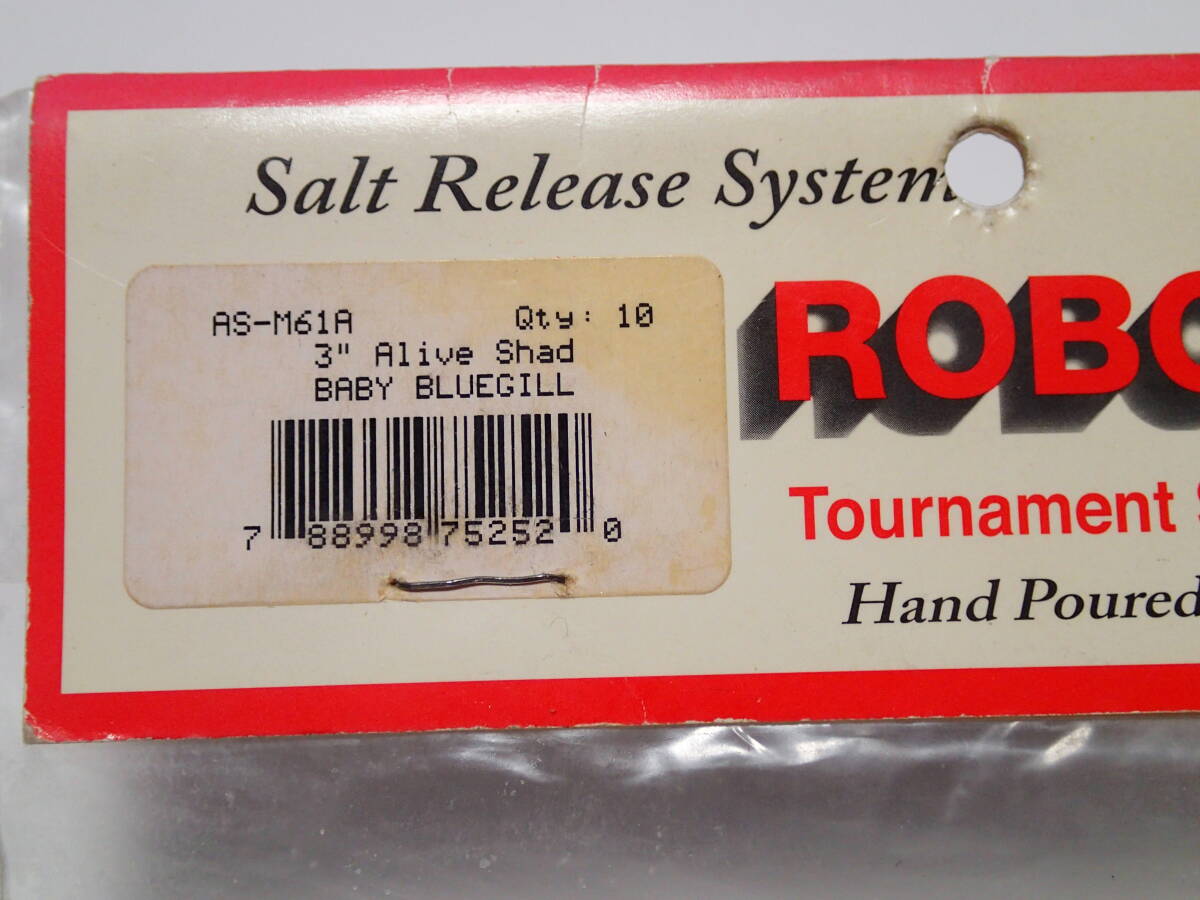 Salt Release System
AS-M61A Qty: 10
3" Alive Shad
BABY BLUEGILL
7 88998 75252 0
ROBO
Tournament S
Hand Poured